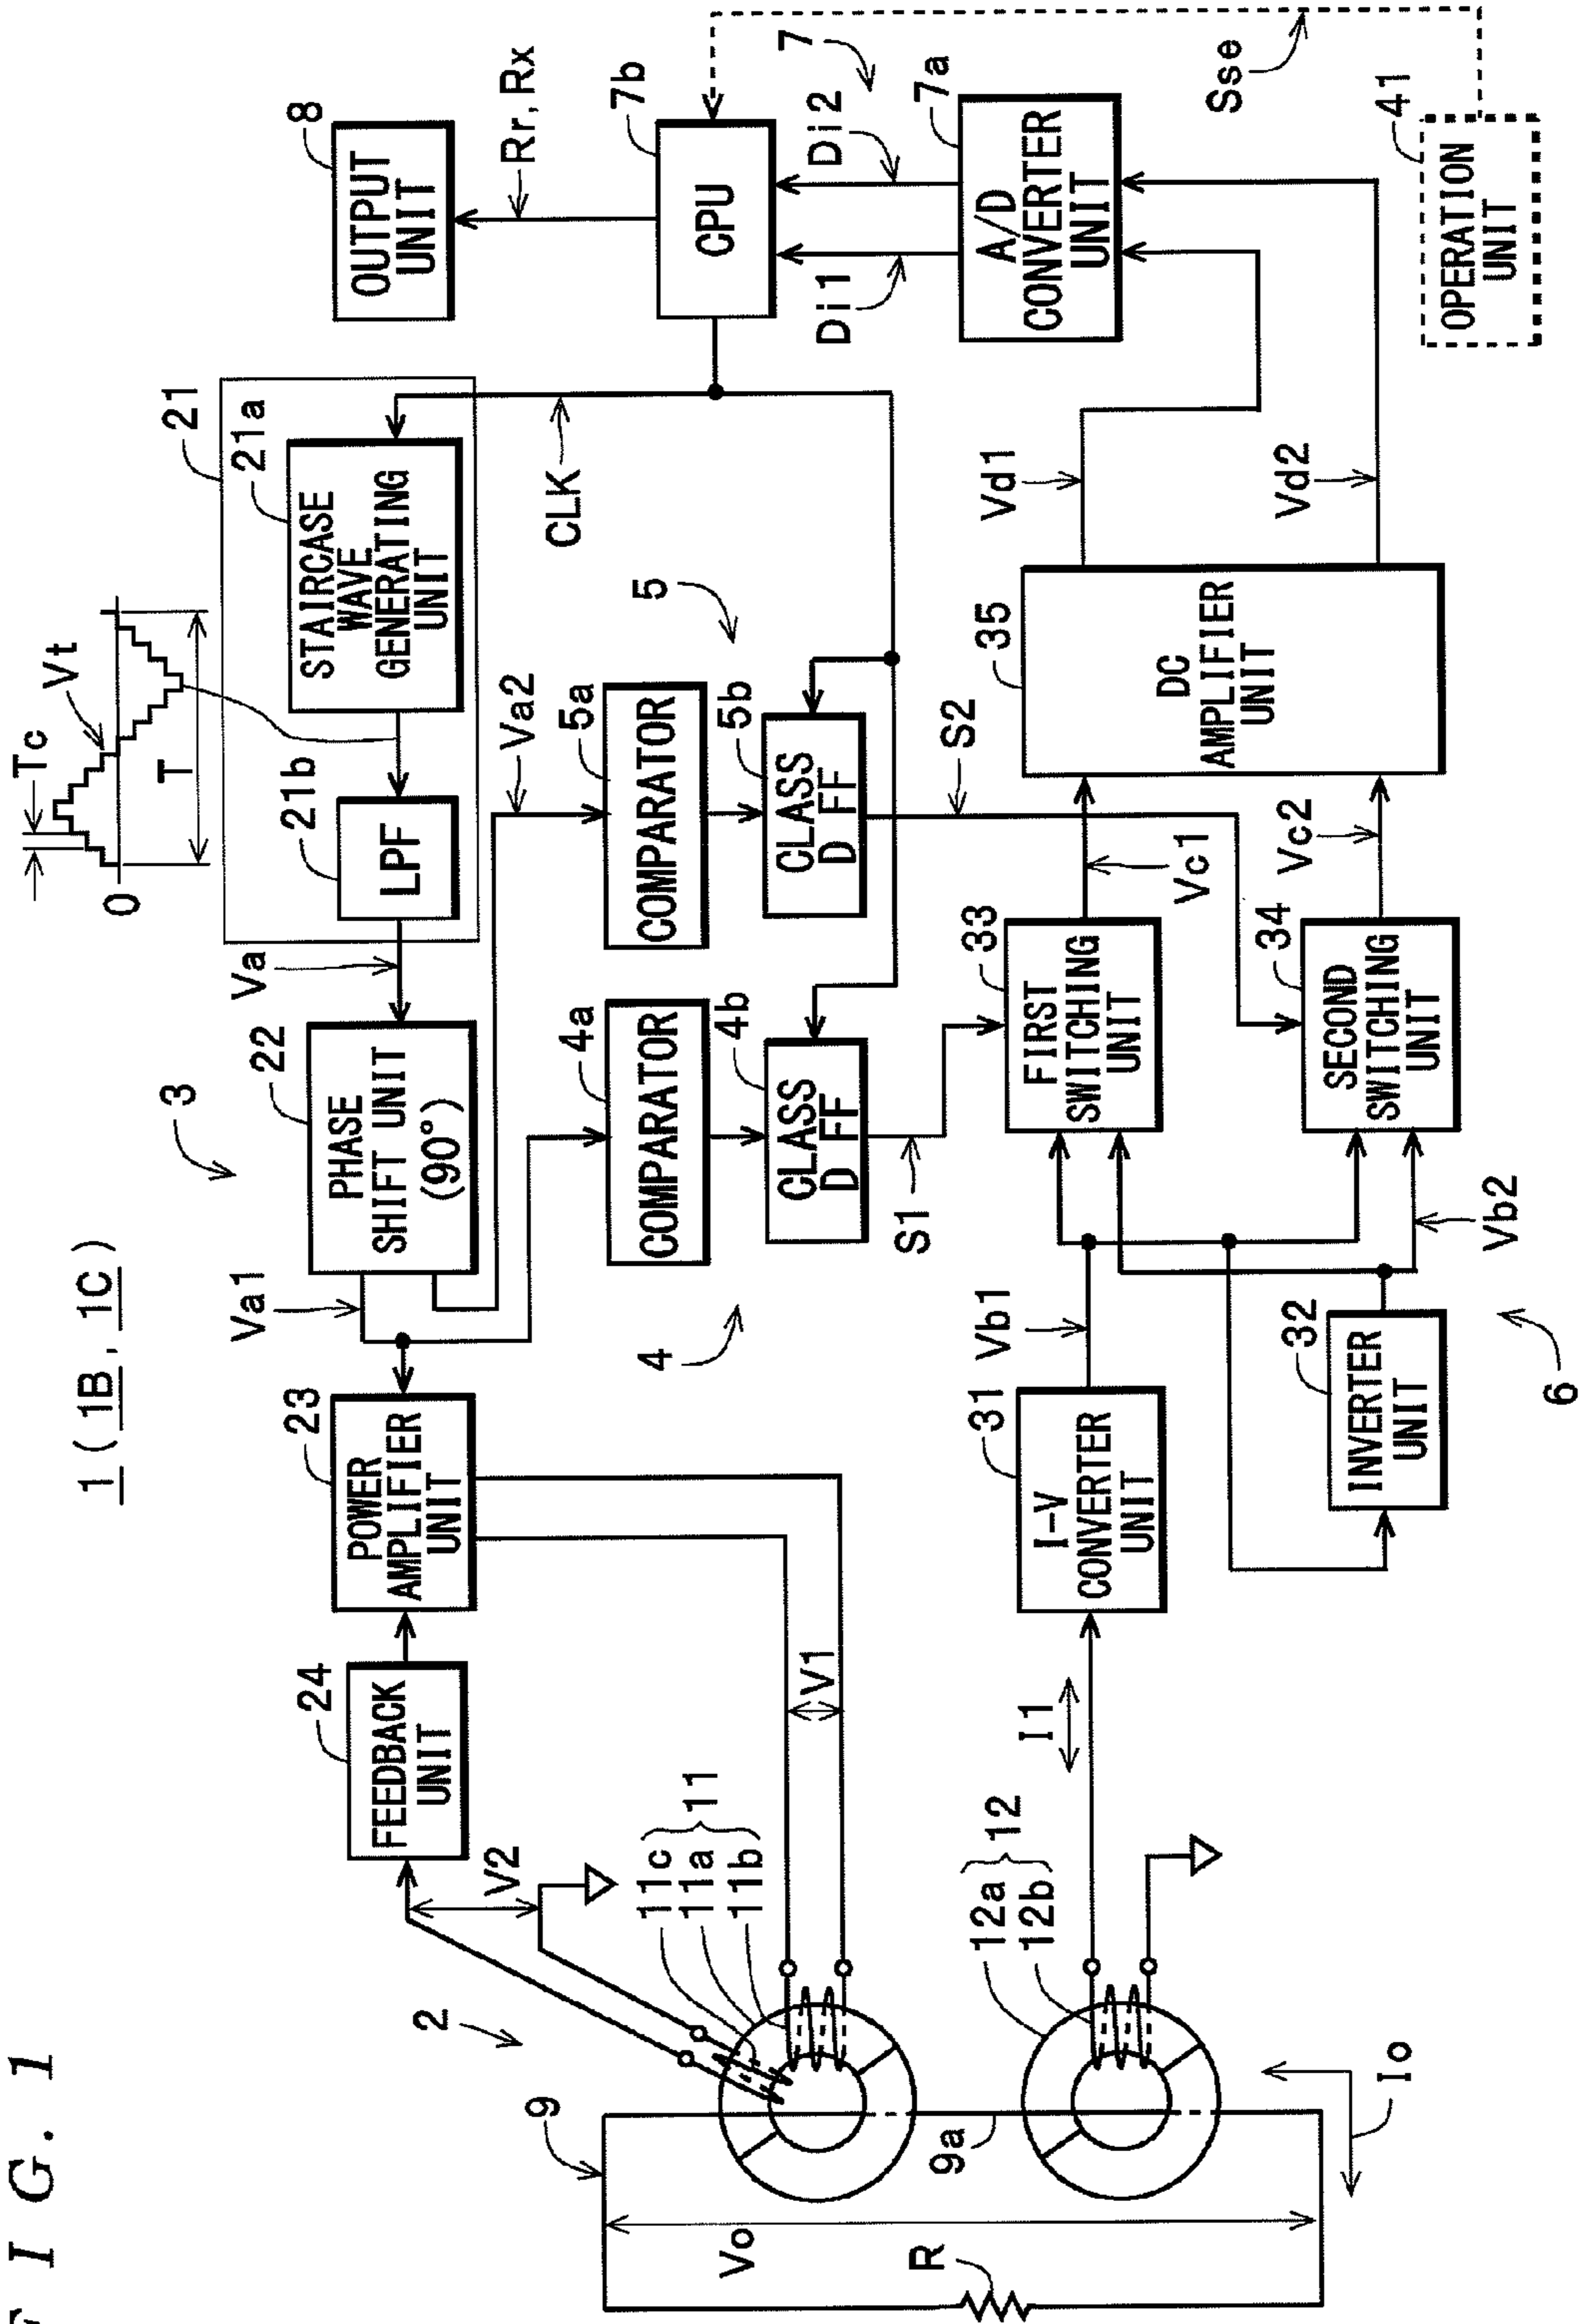 F I G. 1
1 (1B, 1C)
Tc
Vt
T
0
21
21a
STAIRCASE
WAVE
GENERATING
UNIT
21b
LPF
Va
3
22
PHASE
SHIFT UNIT
(90°)
Va1
Va2
23
POWER
AMPLIFIER
UNIT
24
FEEDBACK
UNIT
V2
8
OUTPUT
UNIT
Rr, Rx
7b
CPU
CLK
7
Di1
Di2
7a
A/D
CONVERTER
UNIT
Sse
41
OPERATION
UNIT
5
5a
COMPARATOR
5b
CLASS
D FF
S2
4
4a
COMPARATOR
4b
CLASS
D FF
S1
2
11c
11a
11b
11
V1
12a
12b
12
I1
31
I-V
CONVERTER
UNIT
Vb1
32
INVERTER
UNIT
Vb2
6
33
FIRST
SWITCHING
UNIT
34
SECOND
SWITCHING
UNIT
Vc1
Vc2
35
DC
AMPLIFIER
UNIT
Vd1
Vd2
9
9a
Vo
R
Io